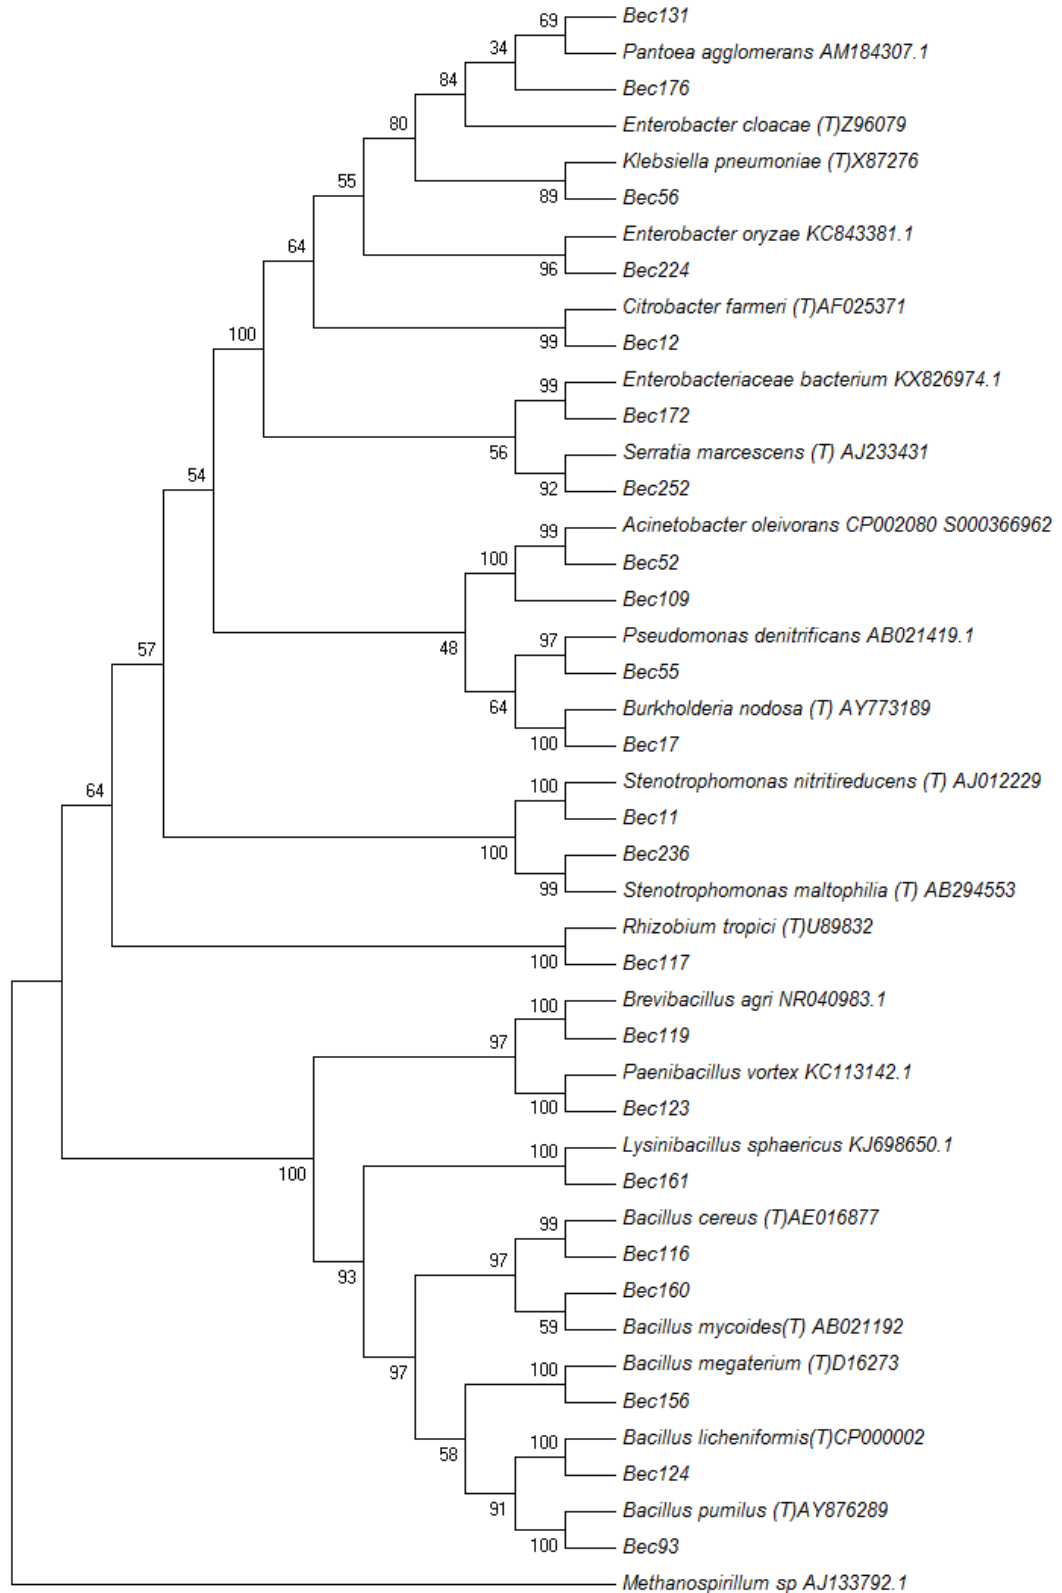 69
Bec131
34
Pantoea agglomerans AM184307.1
84
Bec176
80
Enterobacter cloacae (T)Z96079
Klebsiella pneumoniae (T)X87276
55
89
Bec56
Enterobacter oryzae KC843381.1
64
96
Bec224
Citrobacter farmeri (T)AF025371
100
99
Bec12
Enterobacteriaceae bacterium KX826974.1
99
Bec172
56
Serratia marcescens (T) AJ233431
54
92
Bec252
Acinetobacter oleivorans CP002080 S000366962
99
100
Bec52
Bec109
Pseudomonas denitrificans AB021419.1
97
57
48
Bec55
64
Burkholderia nodosa (T) AY773189
100
Bec17
Stenotrophomonas nitritireducens (T) AJ012229
64
100
Bec11
100
Bec236
99
Stenotrophomonas maltophilia (T) AB294553
Rhizobium tropici (T)U89832
100
Bec117
Brevibacillus agri NR040983.1
100
97
Bec119
Paenibacillus vortex KC113142.1
100
Bec123
Lysinibacillus sphaericus KJ698650.1
100
100
Bec161
Bacillus cereus (T)AE016877
99
97
Bec116
93
Bec160
59
Bacillus mycoides(T) AB021192
97
Bacillus megaterium (T)D16273
100
Bec156
Bacillus licheniformis(T)CP000002
58
100
Bec124
91
Bacillus pumilus (T)AY876289
100
Bec93
Methanospirillum sp AJ133792.1